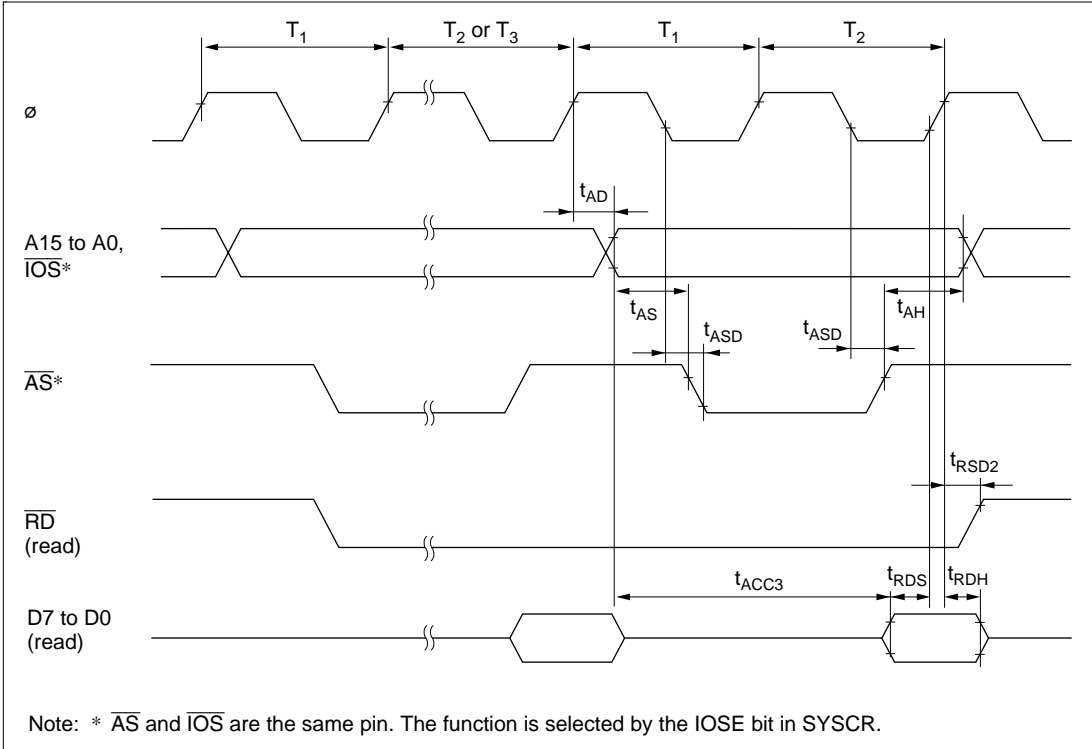 T1 T2 or T3 T1 T2
ø
tAD
A15 to A0,
IOS*
tAS tASD tASD tAH
AS*
tRSD2
RD
(read)
tACC3 tRDS tRDH
D7 to D0
(read)
Note: * AS and IOS are the same pin. The function is selected by the IOSE bit in SYSCR.